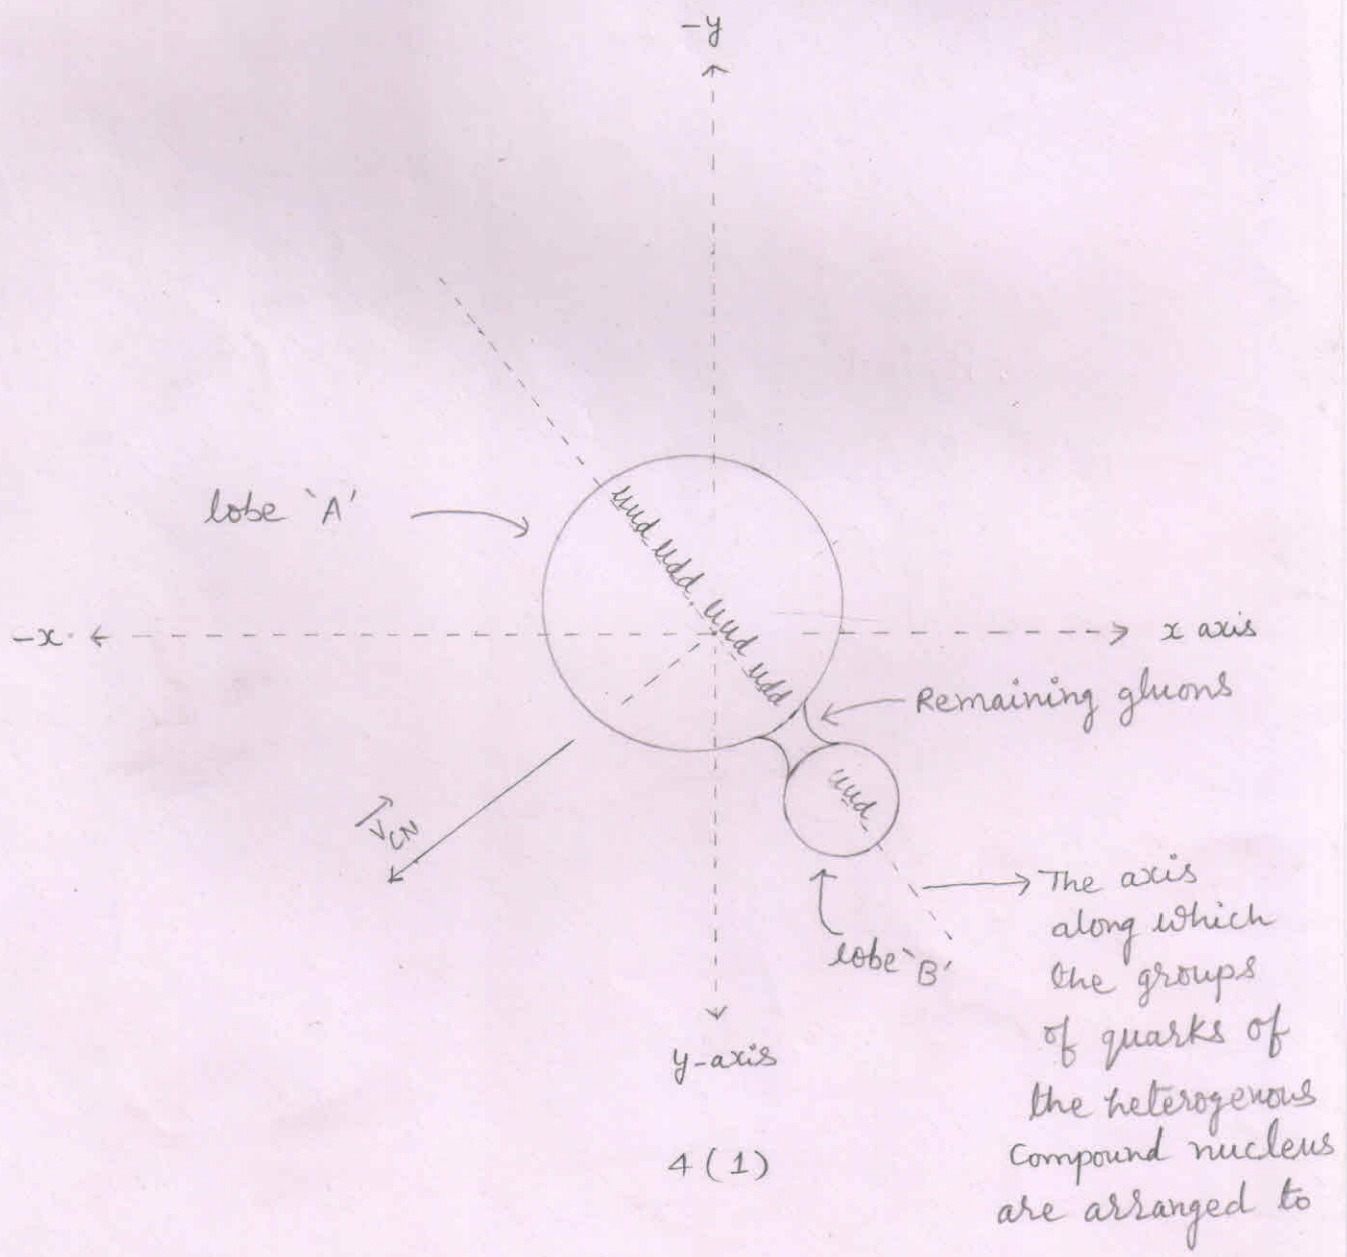 -y
lobe 'A'
uud udd uud udd
-x
x axis
Remaining gluons
uud
V CN
The axis
along which
the groups
of quarks of
the heterogenous
Compound nucleus
are arranged to
lobe 'B'
y-axis
4 (1)